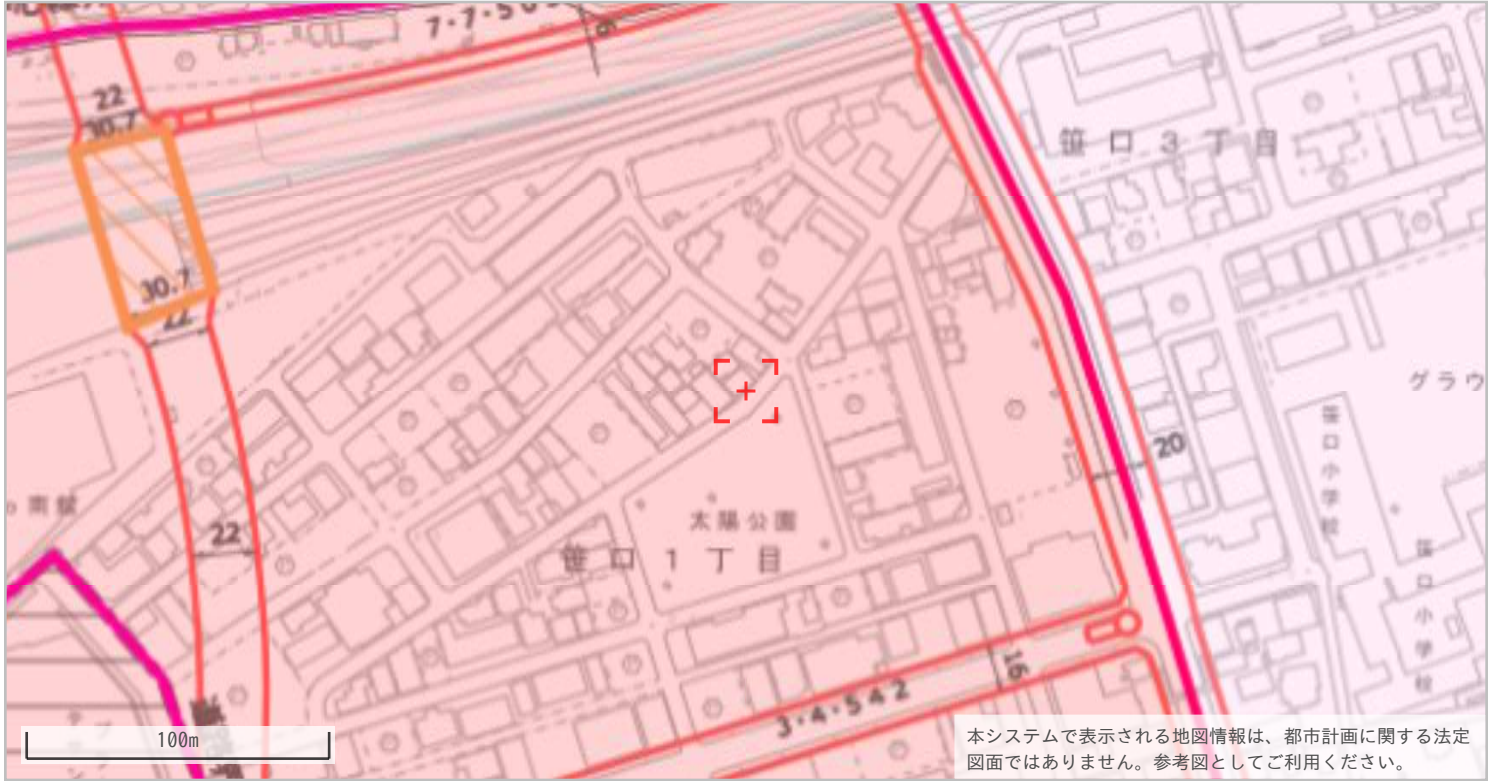 7・7・50
22
30.7
笹口3丁目
30.7
22
グラウ
笹口小学校
20
南館
太陽公園
22
笹口1丁目
笹口小学校
16
3・4・542
100m
本システムで表示される地図情報は、都市計画に関する法定
図面ではありません。参考図としてご利用ください。